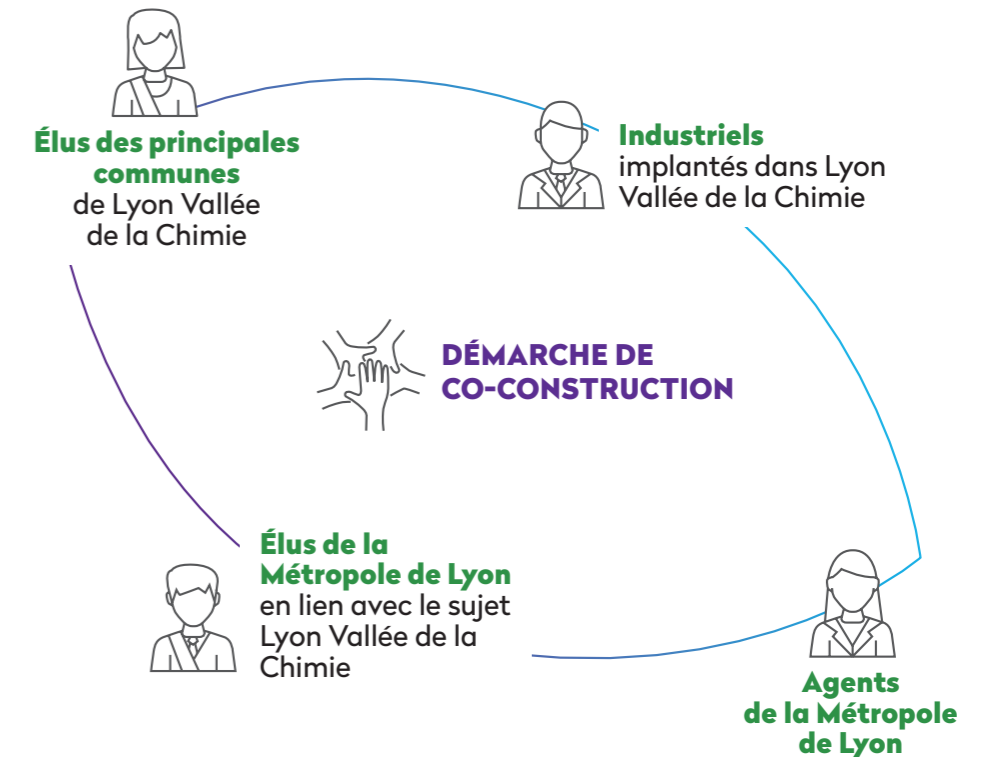 Élus des principales
communes
de Lyon Vallée
de la Chimie
Industriels
implantés dans Lyon
Vallée de la Chimie
DÉMARCHE DE
CO-CONSTRUCTION
Élus de la
Métropole de Lyon
en lien avec le sujet
Lyon Vallée de la
Chimie
Agents
de la Métropole
de Lyon